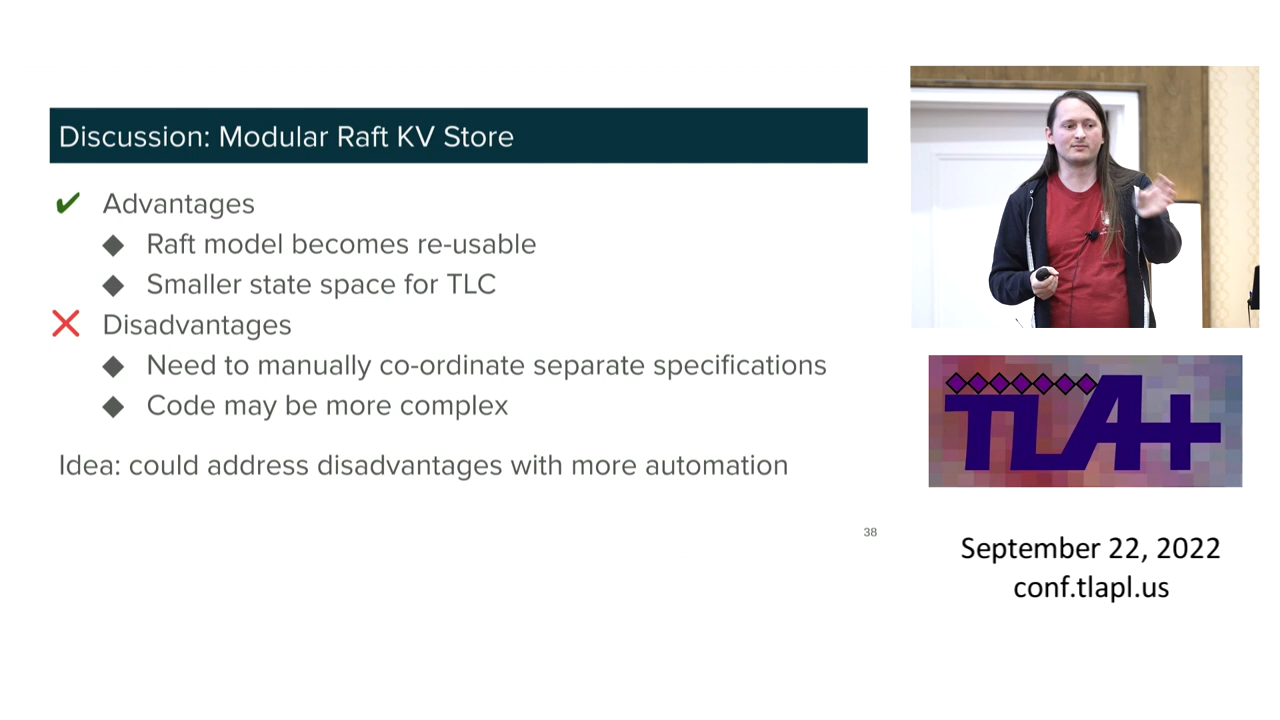 Discussion: Modular Raft KV Store
✔ Advantages
◆ Raft model becomes re-usable
◆ Smaller state space for TLC
❌ Disadvantages
◆ Need to manually co-ordinate separate specifications
◆ Code may be more complex
Idea: could address disadvantages with more automation
38
TLA+
September 22, 2022
conf.tlapl.us